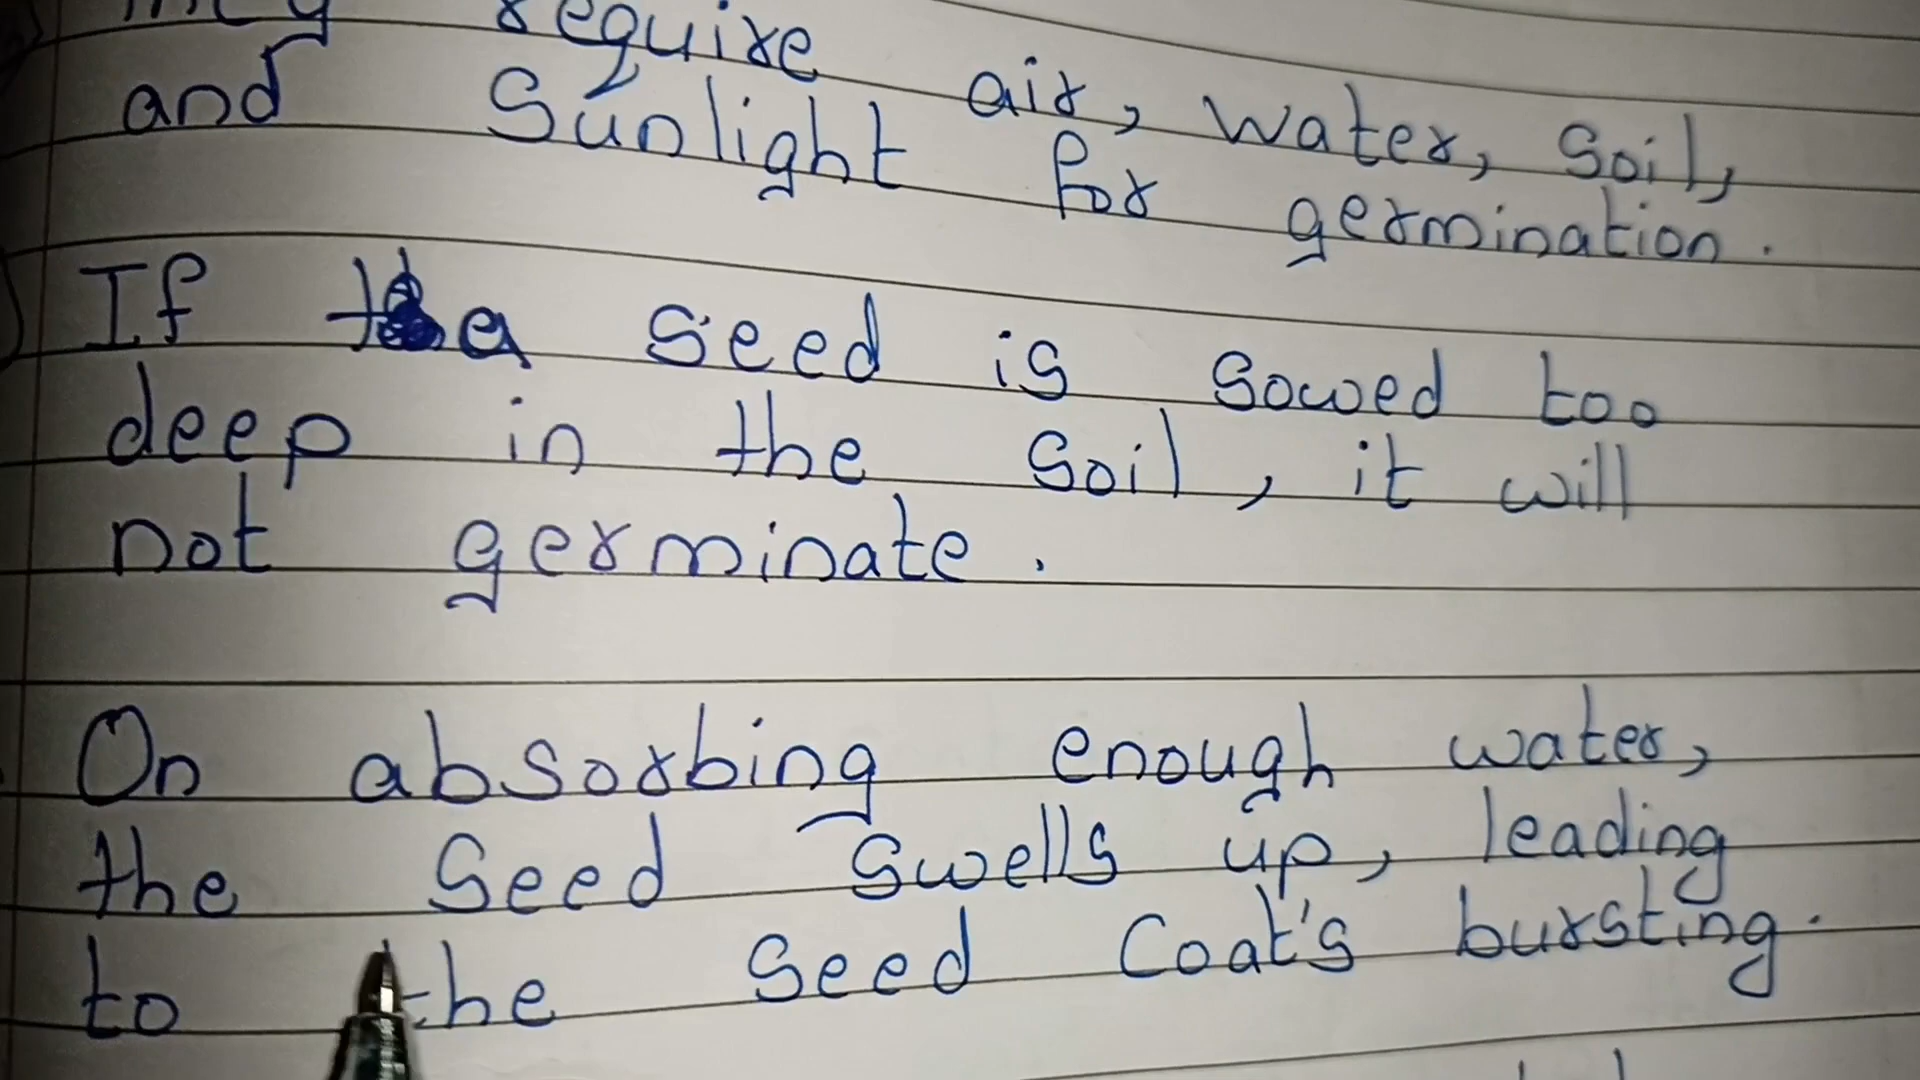 They require air, water, soil,
and Sunlight for germination.
If a seed is sowed too
deep in the soil, it will
not germinate.
On absorbing enough water,
the seed swells up, leading
to the seed coat's bursting.